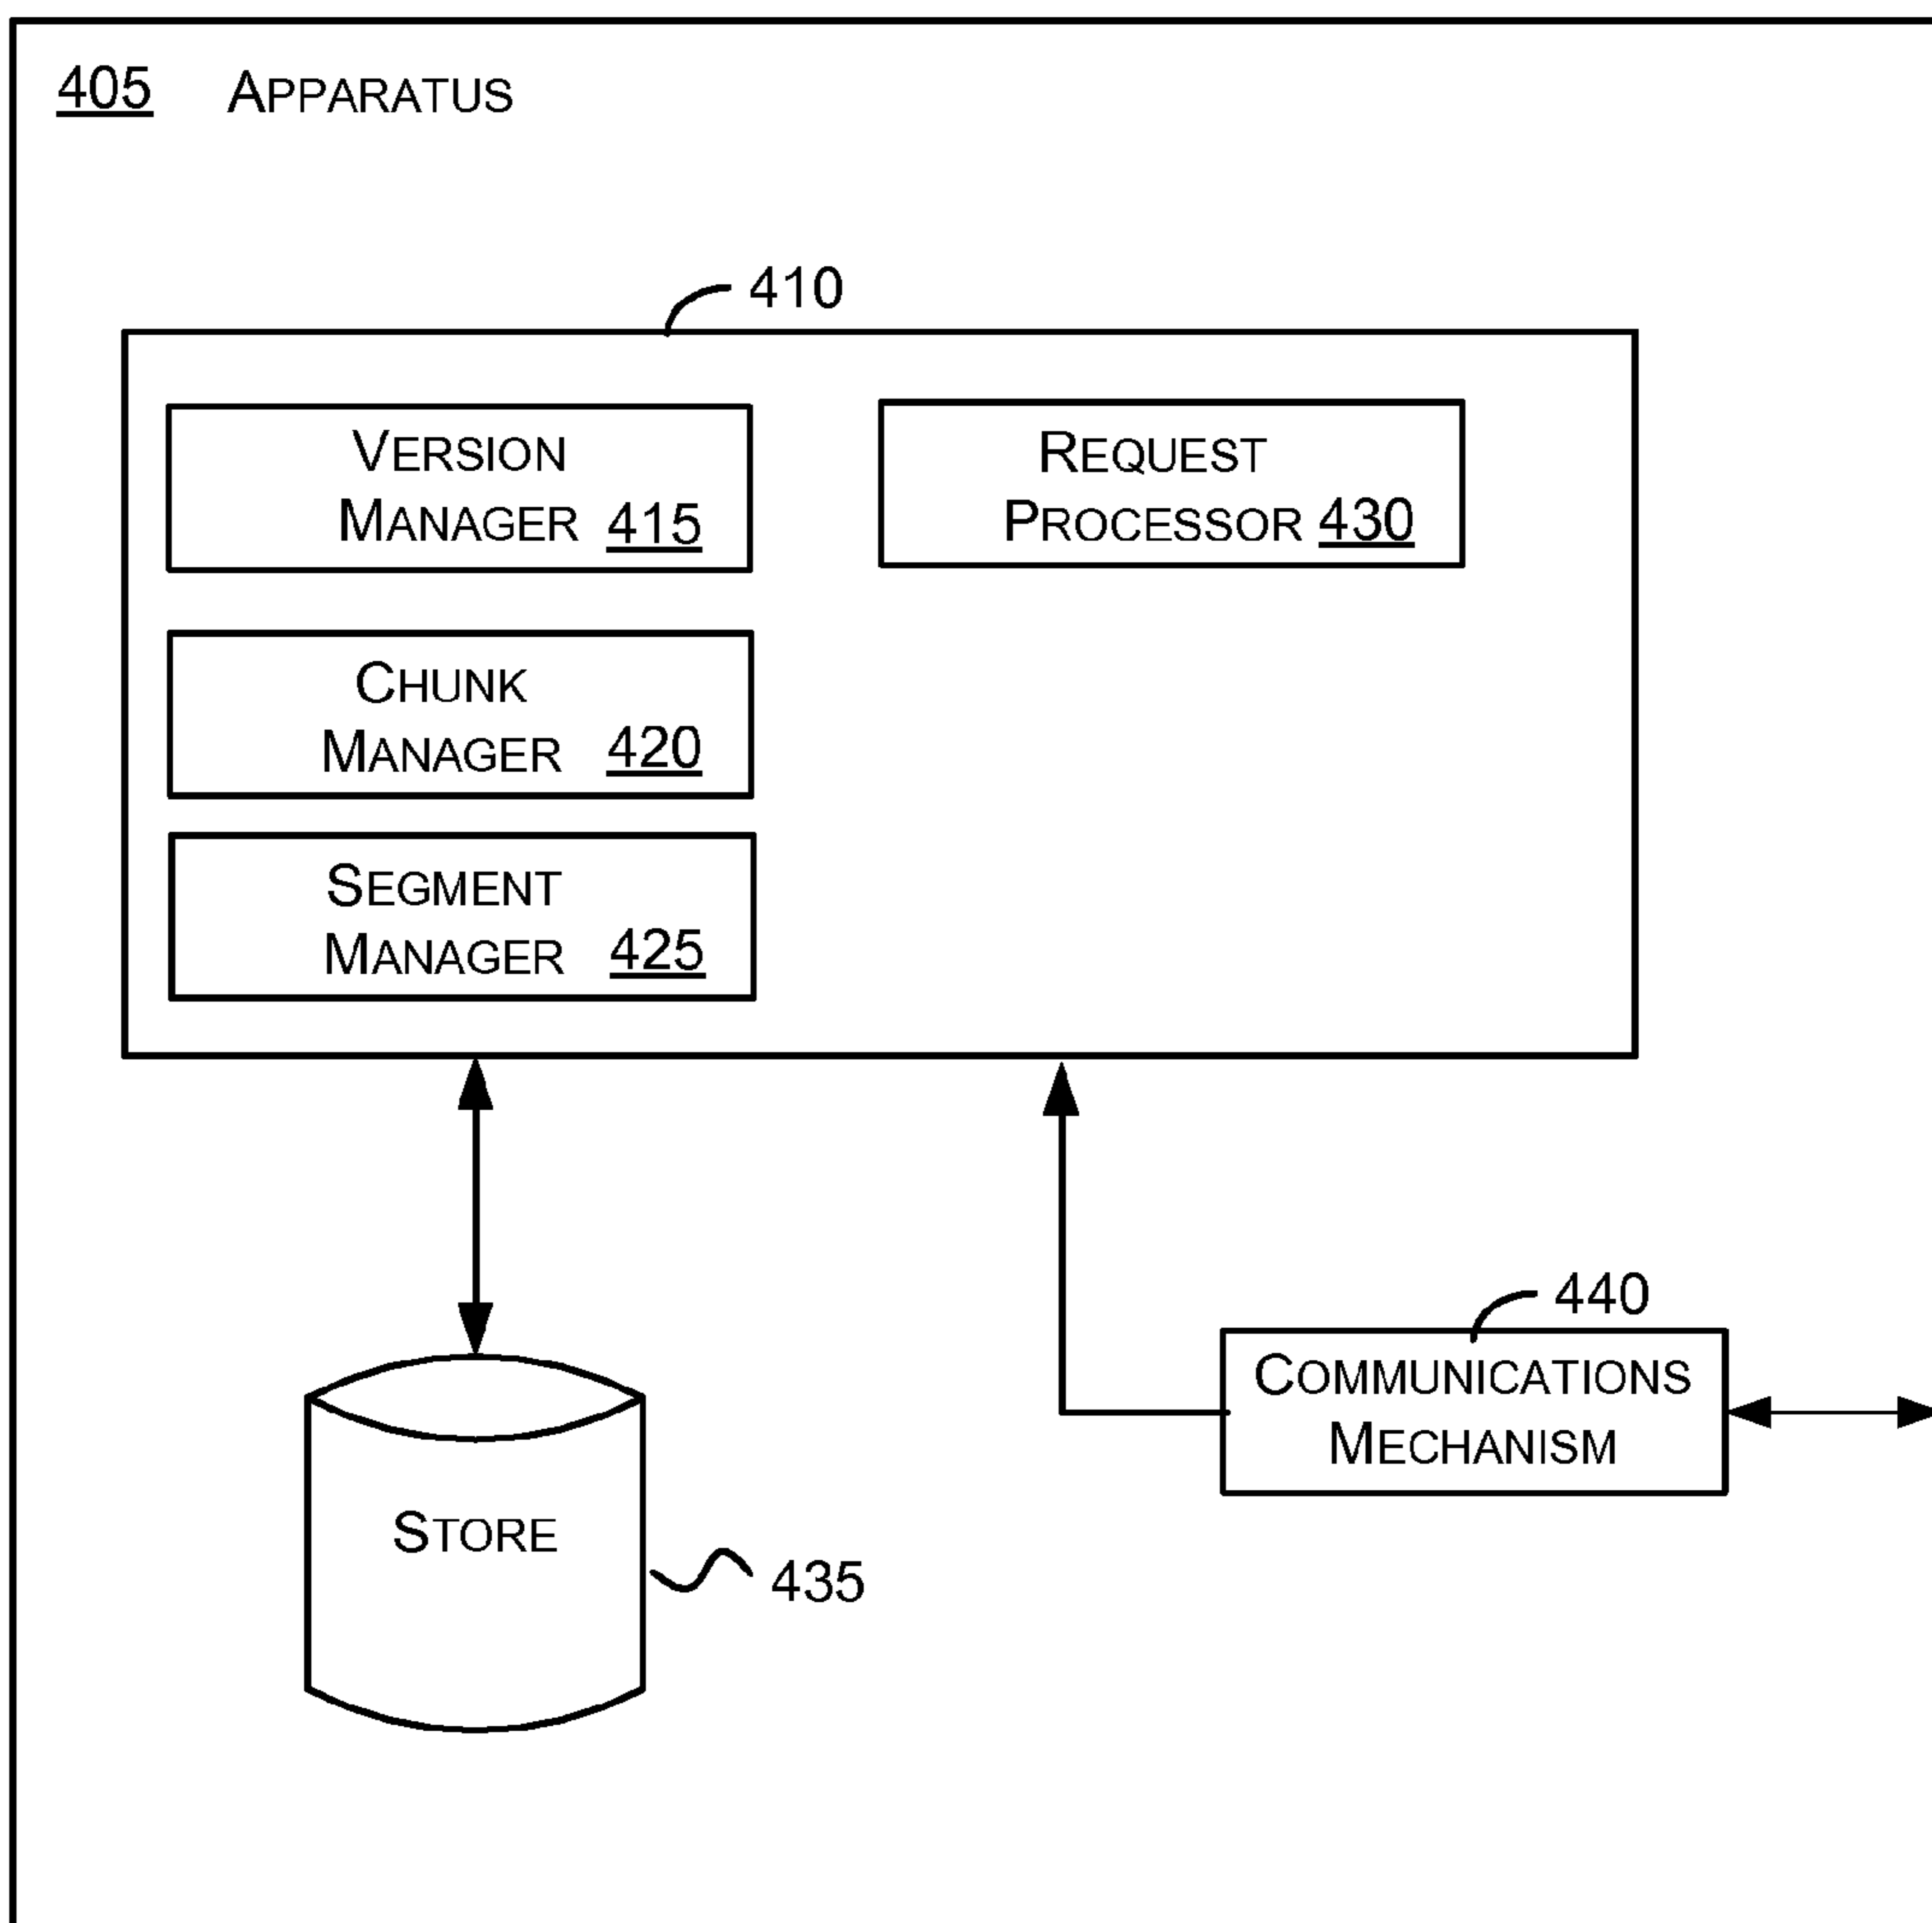 405 APPARATUS
410
VERSION
MANAGER 415
REQUEST
PROCESSOR 430
CHUNK
MANAGER 420
SEGMENT
MANAGER 425
440
COMMUNICATIONS
MECHANISM
STORE
435